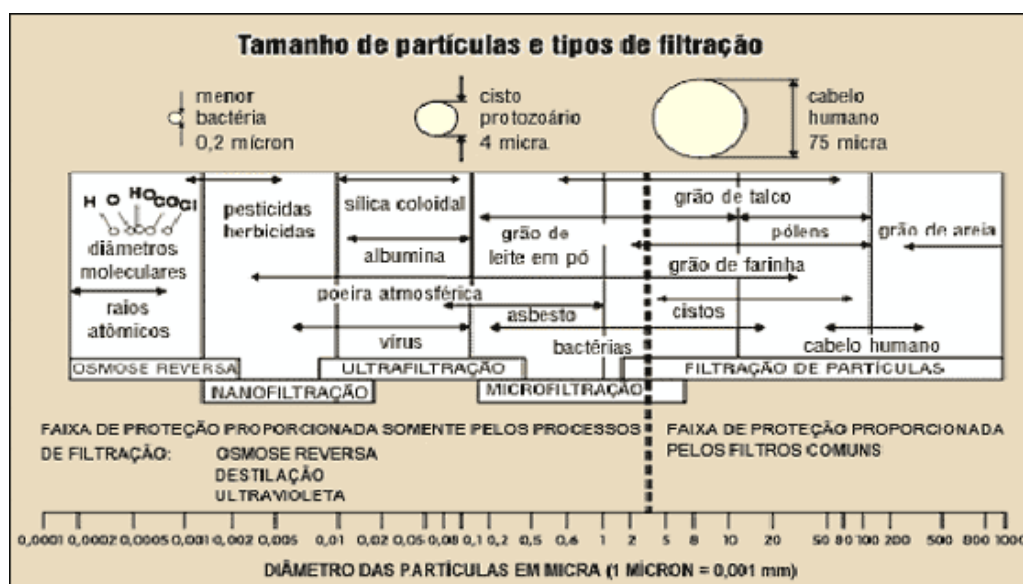 Tamanho de partículas e tipos de filtração
menor
bactéria
0,2 mícron
cisto
protozoário
4 micra
cabelo
humano
75 micra
H O HO CO Cl
diâmetros
moleculares
raios
atômicos
pesticidas
herbicidas
sílica coloidal
albumina
poeira atmosférica
vírus
grão de
leite em pó
asbesto
bactérias
grão de talco
pólens
grão de areia
grão de farinha
cistos
cabelo humano
OSMOSE REVERSA
NANOFILTRAÇÃO
ULTRAFILTRAÇÃO
MICROFILTRAÇÃO
FILTRAÇÃO DE PARTÍCULAS
FAIXA DE PROTEÇÃO PROPORCIONADA SOMENTE PELOS PROCESSOS
DE FILTRAÇÃO: OSMOSE REVERSA
DESTILAÇÃO
ULTRAVIOLETA
FAIXA DE PROTEÇÃO PROPORCIONADA
PELOS FILTROS COMUNS
0,0001 0,0002 0,0005 0,001 0,002 0,005 0,01 0,02 0,05 0,08 0,1 0,2 0,5 0,6 1 2 5 8 10 20 50 80 100 200 500 800 1000
DIÂMETRO DAS PARTÍCULAS EM MICRA (1 MÍCRON = 0,001 mm)